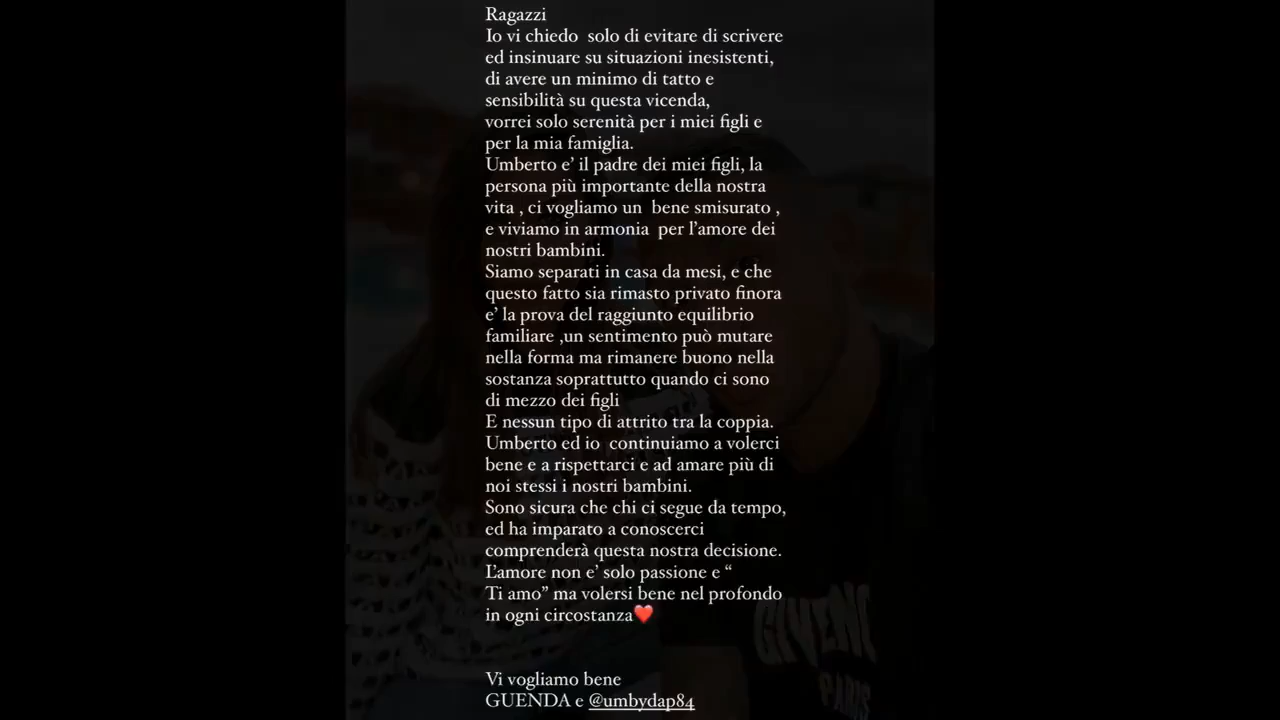 Ragazzi
Io vi chiedo  solo di evitare di scrivere
ed insinuare su situazioni inesistenti,
di avere un minimo di tatto e
sensibilità su questa vicenda,
vorrei solo serenità per i miei figli e
per la mia famiglia.
Umberto e’ il padre dei miei figli, la
persona più importante della nostra
vita , ci vogliamo un  bene smisurato ,
e viviamo in armonia  per l’amore dei
nostri bambini.
Siamo separati in casa da mesi, e che
questo fatto sia rimasto privato finora
e’ la prova del raggiunto equilibrio
familiare ,un sentimento può mutare
nella forma ma rimanere buono nella
sostanza soprattutto quando ci sono
di mezzo dei figli
E nessun tipo di attrito tra la coppia.
Umberto ed io  continuiamo a volerci
bene e a rispettarci e ad amare più di
noi stessi i nostri bambini.
Sono sicura che chi ci segue da tempo,
ed ha imparato a conoscerci
comprenderà questa nostra decisione.
L’amore non e’ solo passione e “
Ti amo” ma volersi bene nel profondo
in ogni circostanza❤️
Vi vogliamo bene
GUENDA e @umbydap84
PARIS